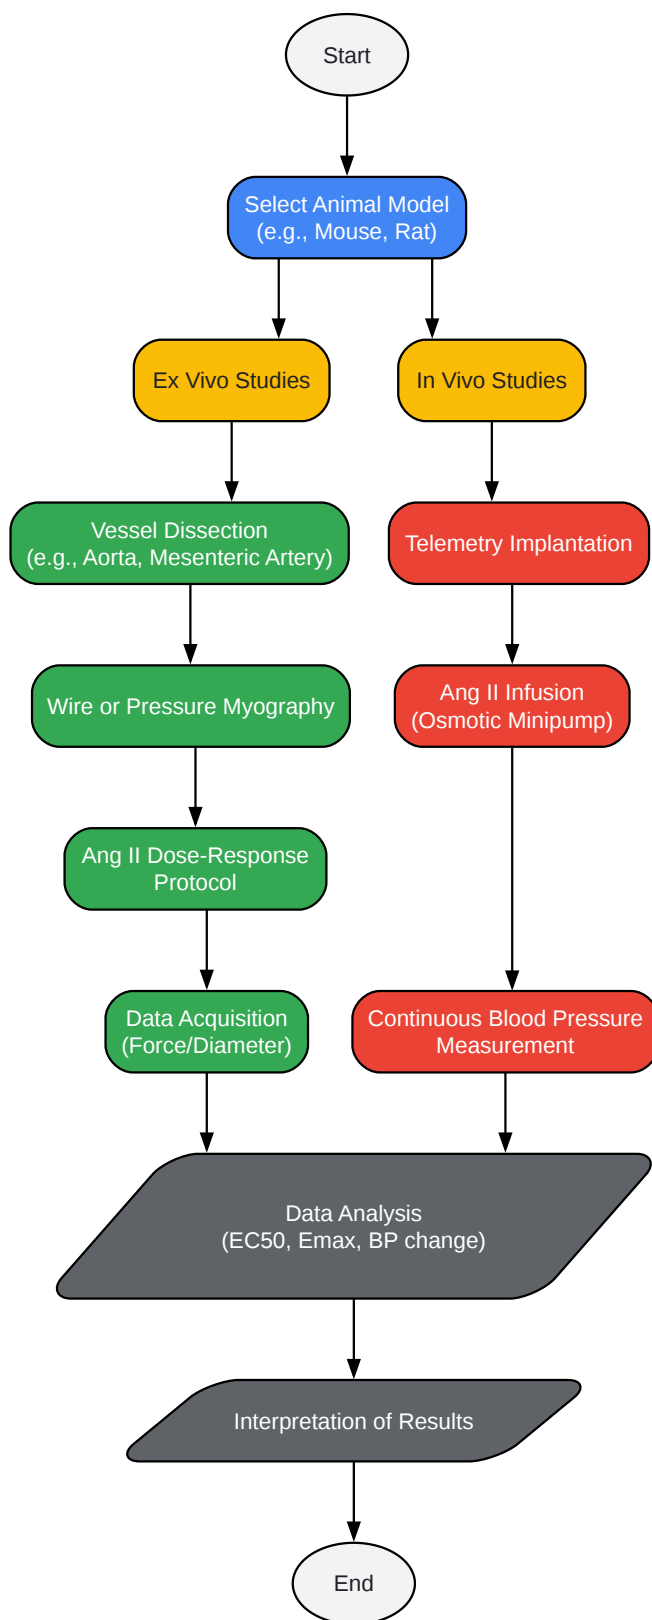 Start
Select Animal Model
(e.g., Mouse, Rat)
Ex Vivo Studies
In Vivo Studies
Vessel Dissection
(e.g., Aorta, Mesenteric Artery)
Telemetry Implantation
Wire or Pressure Myography
Ang II Infusion
(Osmotic Minipump)
Ang II Dose-Response
Protocol
Data Acquisition
(Force/Diameter)
Continuous Blood Pressure
Measurement
Data Analysis
(EC50, Emax, BP change)
Interpretation of Results
End